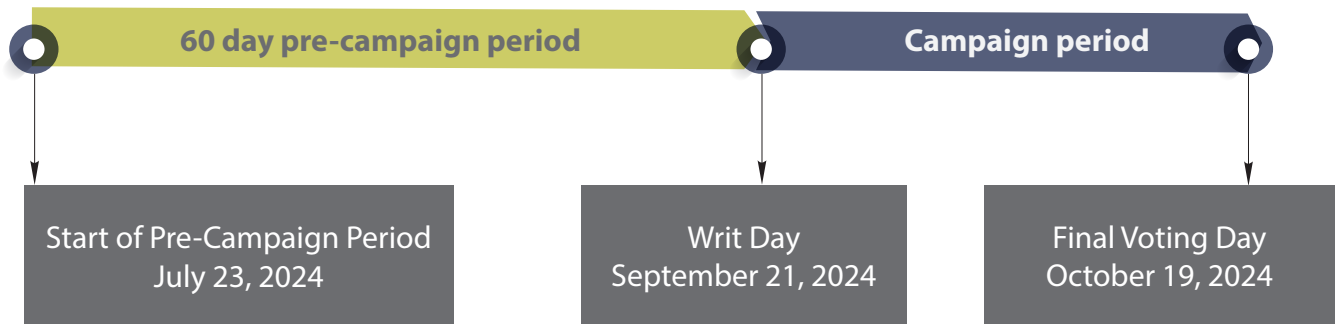 60 day pre-campaign period
Campaign period
Start of Pre-Campaign Period
July 23, 2024
Writ Day
September 21, 2024
Final Voting Day
October 19, 2024